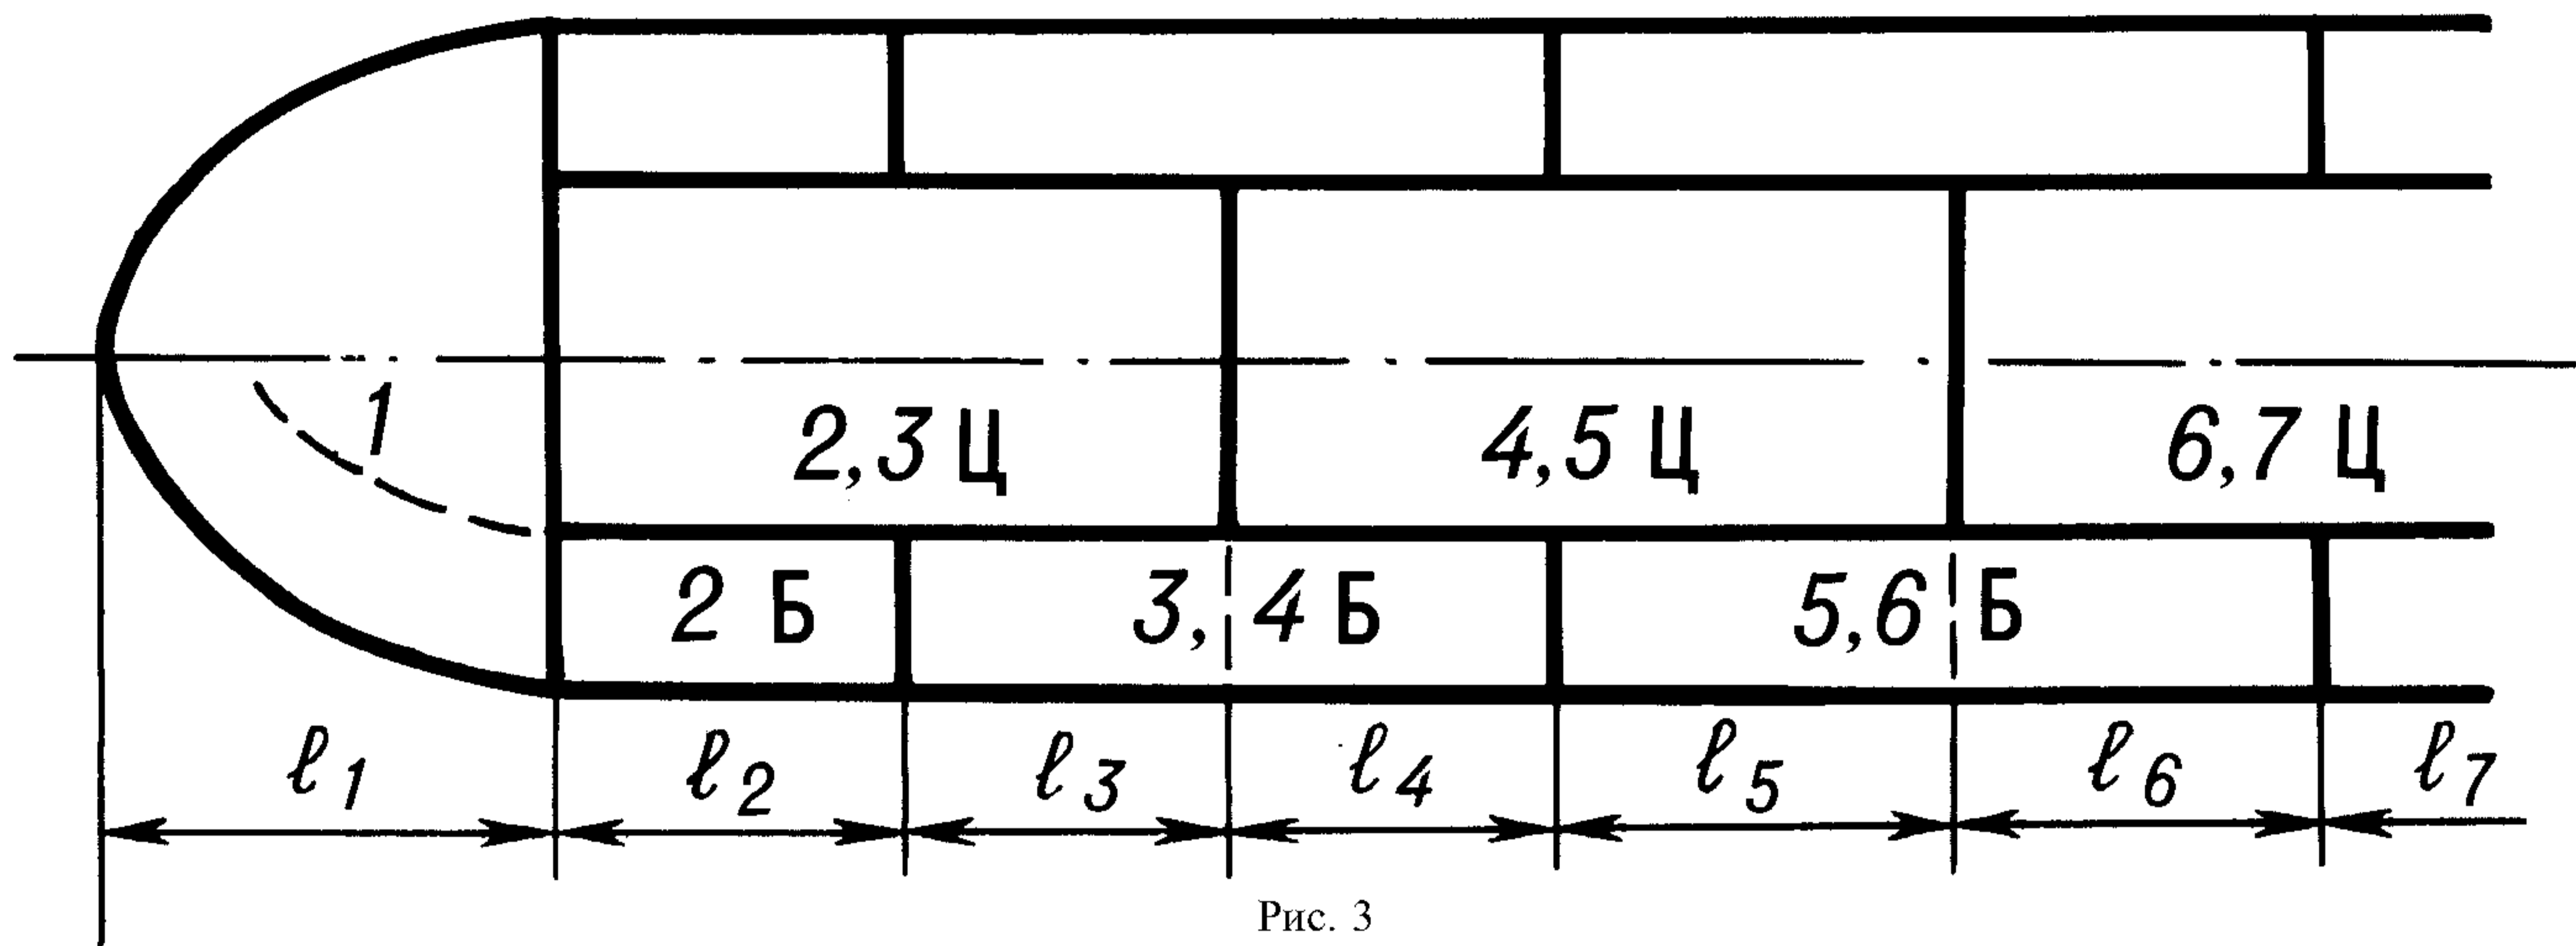 1
2,3 Ц 4,5 Ц 6,7 Ц
2 Б 3, 4 Б 5,6 Б
ℓ1 ℓ2 ℓ3 ℓ4 ℓ5 ℓ6 ℓ7
Рис. 3